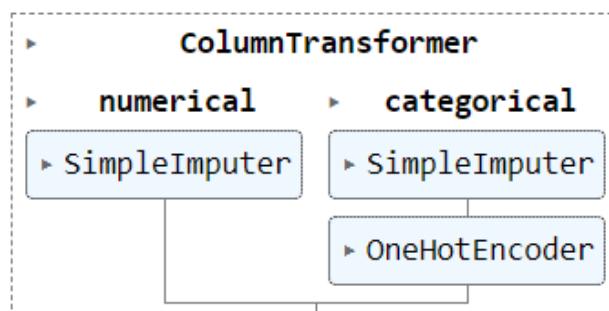 ColumnTransformer
numerical categorical
SimpleImputer SimpleImputer
OneHotEncoder